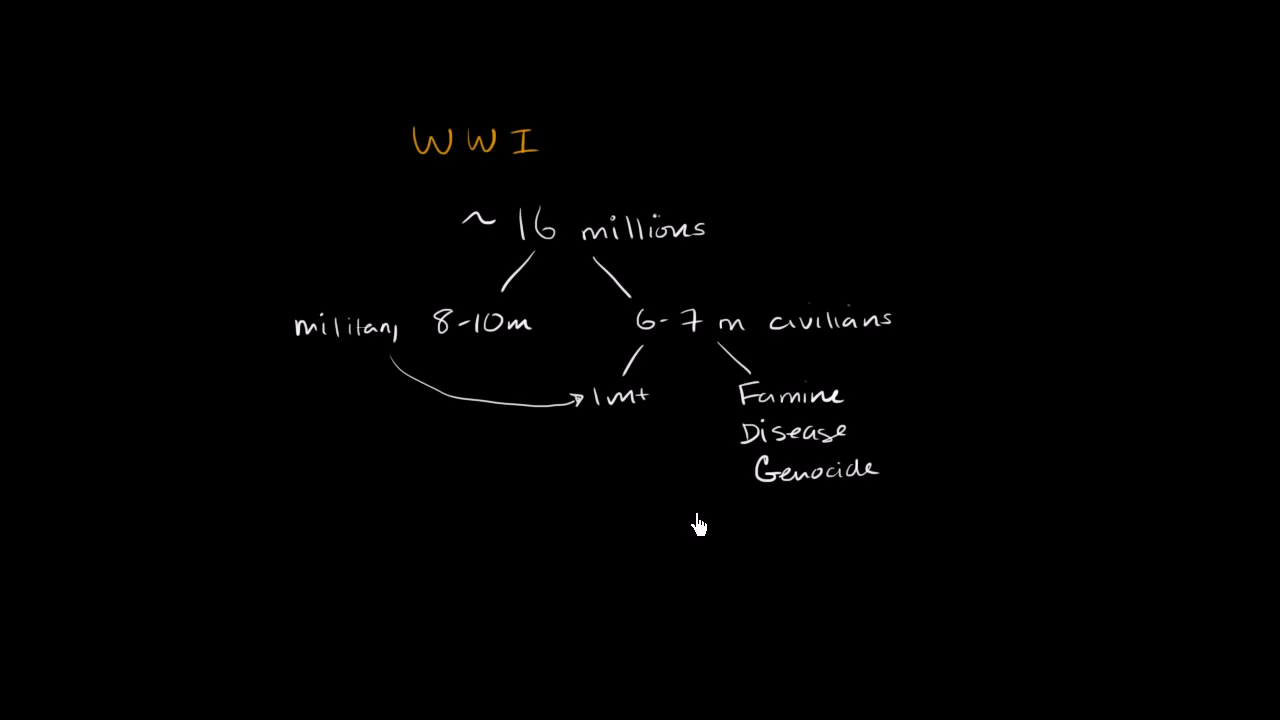 WWI
~ 16 millions
military 8-10m 6-7 m civilians
1m+ Famine
Disease
Genocide